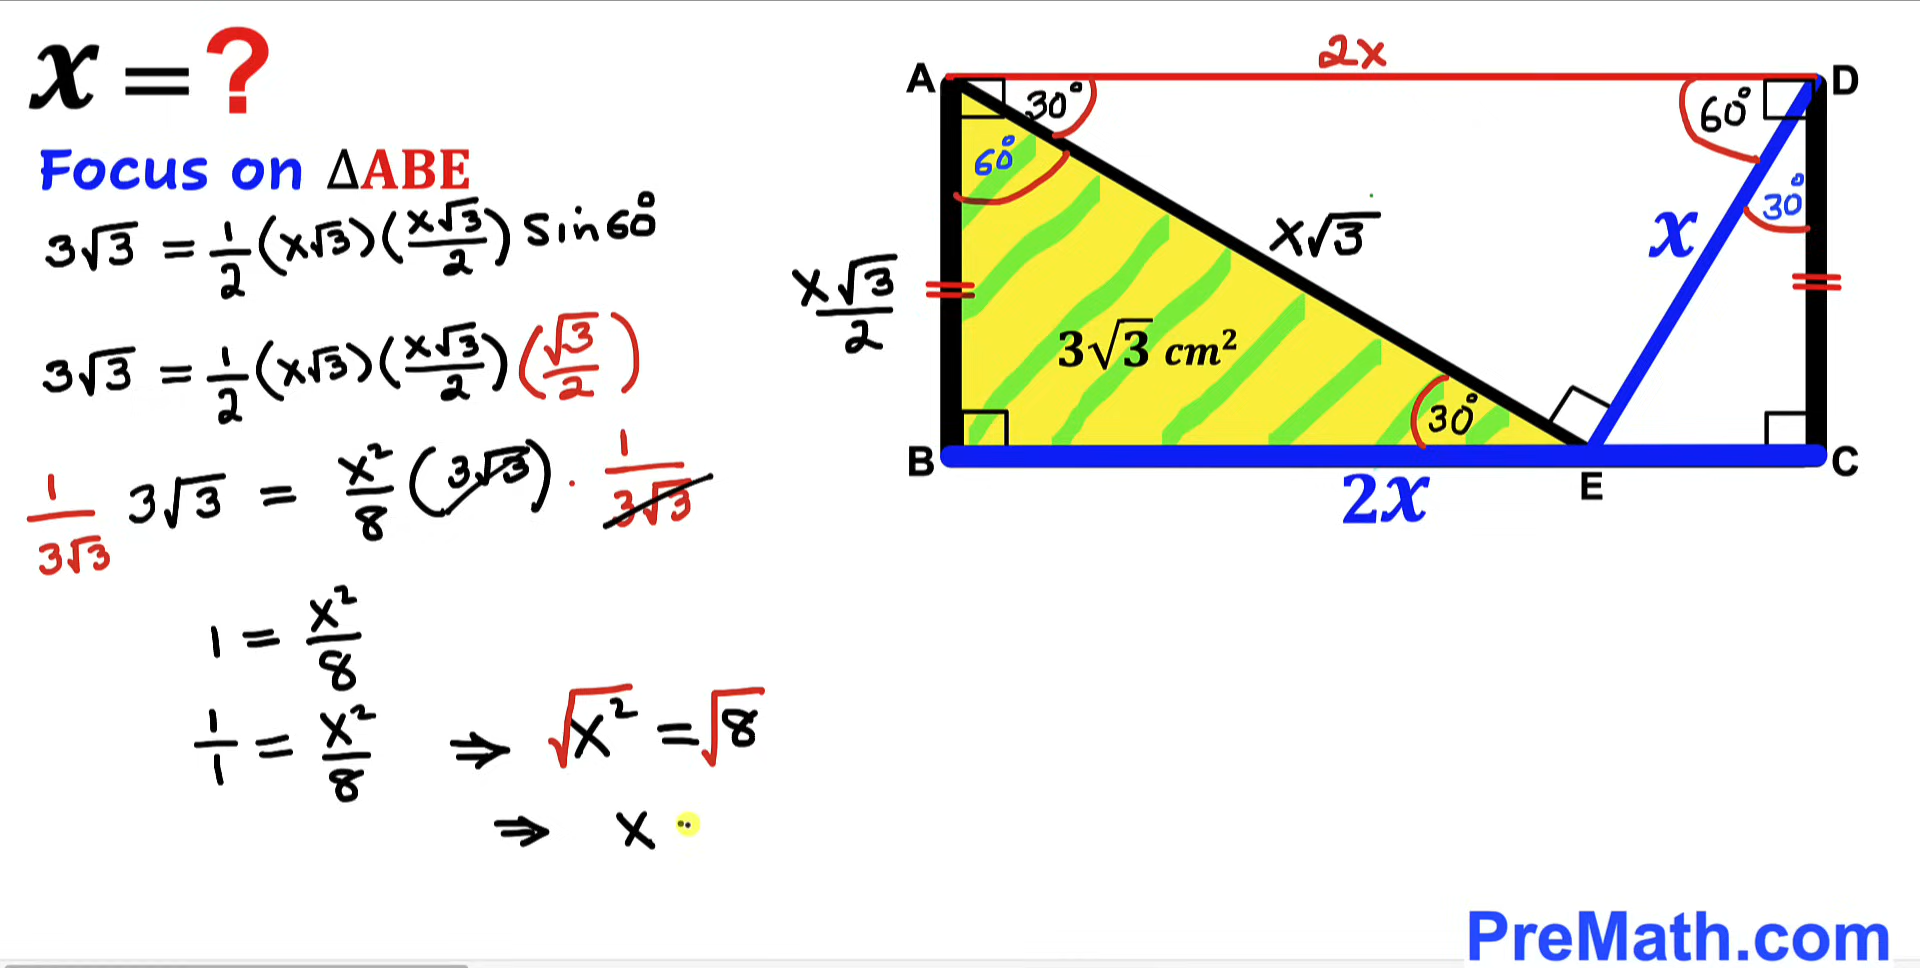 x = ?
Focus on ΔABE
3√3 = 1/2 (x√3)(x√3/2) sin60°
3√3 = 1/2 (x√3)(x√3/2)(√3/2)
1/3√3 3√3 = x²/8 (3√3) · 1/3√3
1 = x²/8
1/1 = x²/8 ⇒ √x² = √8
⇒ x
2x
A
30°
60°
D
60°
30°
x√3/2
x√3
x
3√3 cm²
30°
B
2x
E
C
PreMath.com